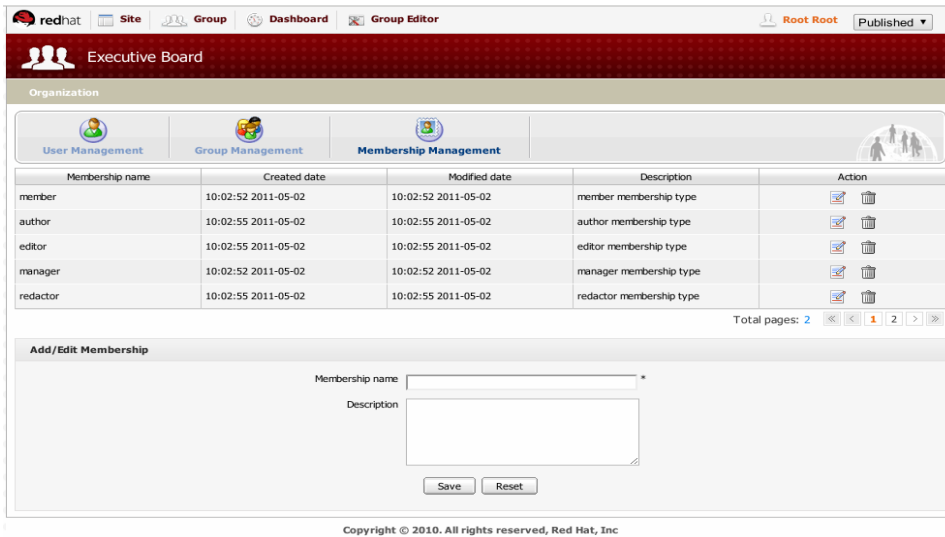 redhat Site Group Dashboard Group Editor Root Root Published ▼
Executive Board
Organization
User Management Group Management Membership Management
Membership name Created date Modified date Description Action
member 10:02:52 2011-05-02 10:02:52 2011-05-02 member membership type
author 10:02:55 2011-05-02 10:02:55 2011-05-02 author membership type
editor 10:02:55 2011-05-02 10:02:55 2011-05-02 editor membership type
manager 10:02:52 2011-05-02 10:02:52 2011-05-02 manager membership type
redactor 10:02:55 2011-05-02 10:02:55 2011-05-02 redactor membership type
Total pages: 2 « < 1 2 > »
Add/Edit Membership
Membership name *
Description
Save Reset
Copyright © 2010. All rights reserved, Red Hat, Inc